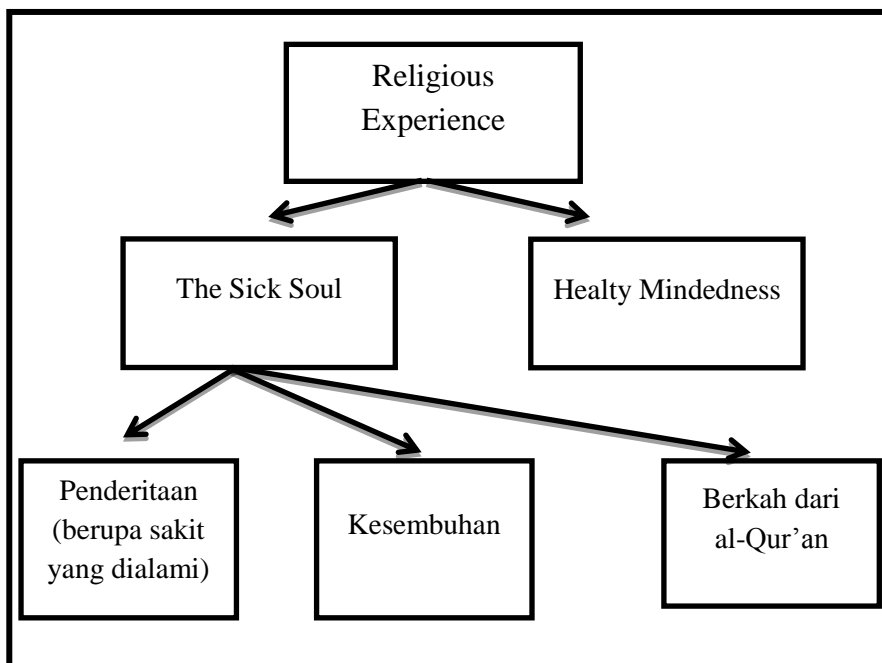 Religious
Experience
The Sick Soul
Healty Mindedness
Penderitaan
(berupa sakit
yang dialami)
Kesembuhan
Berkah dari
al-Qur’an